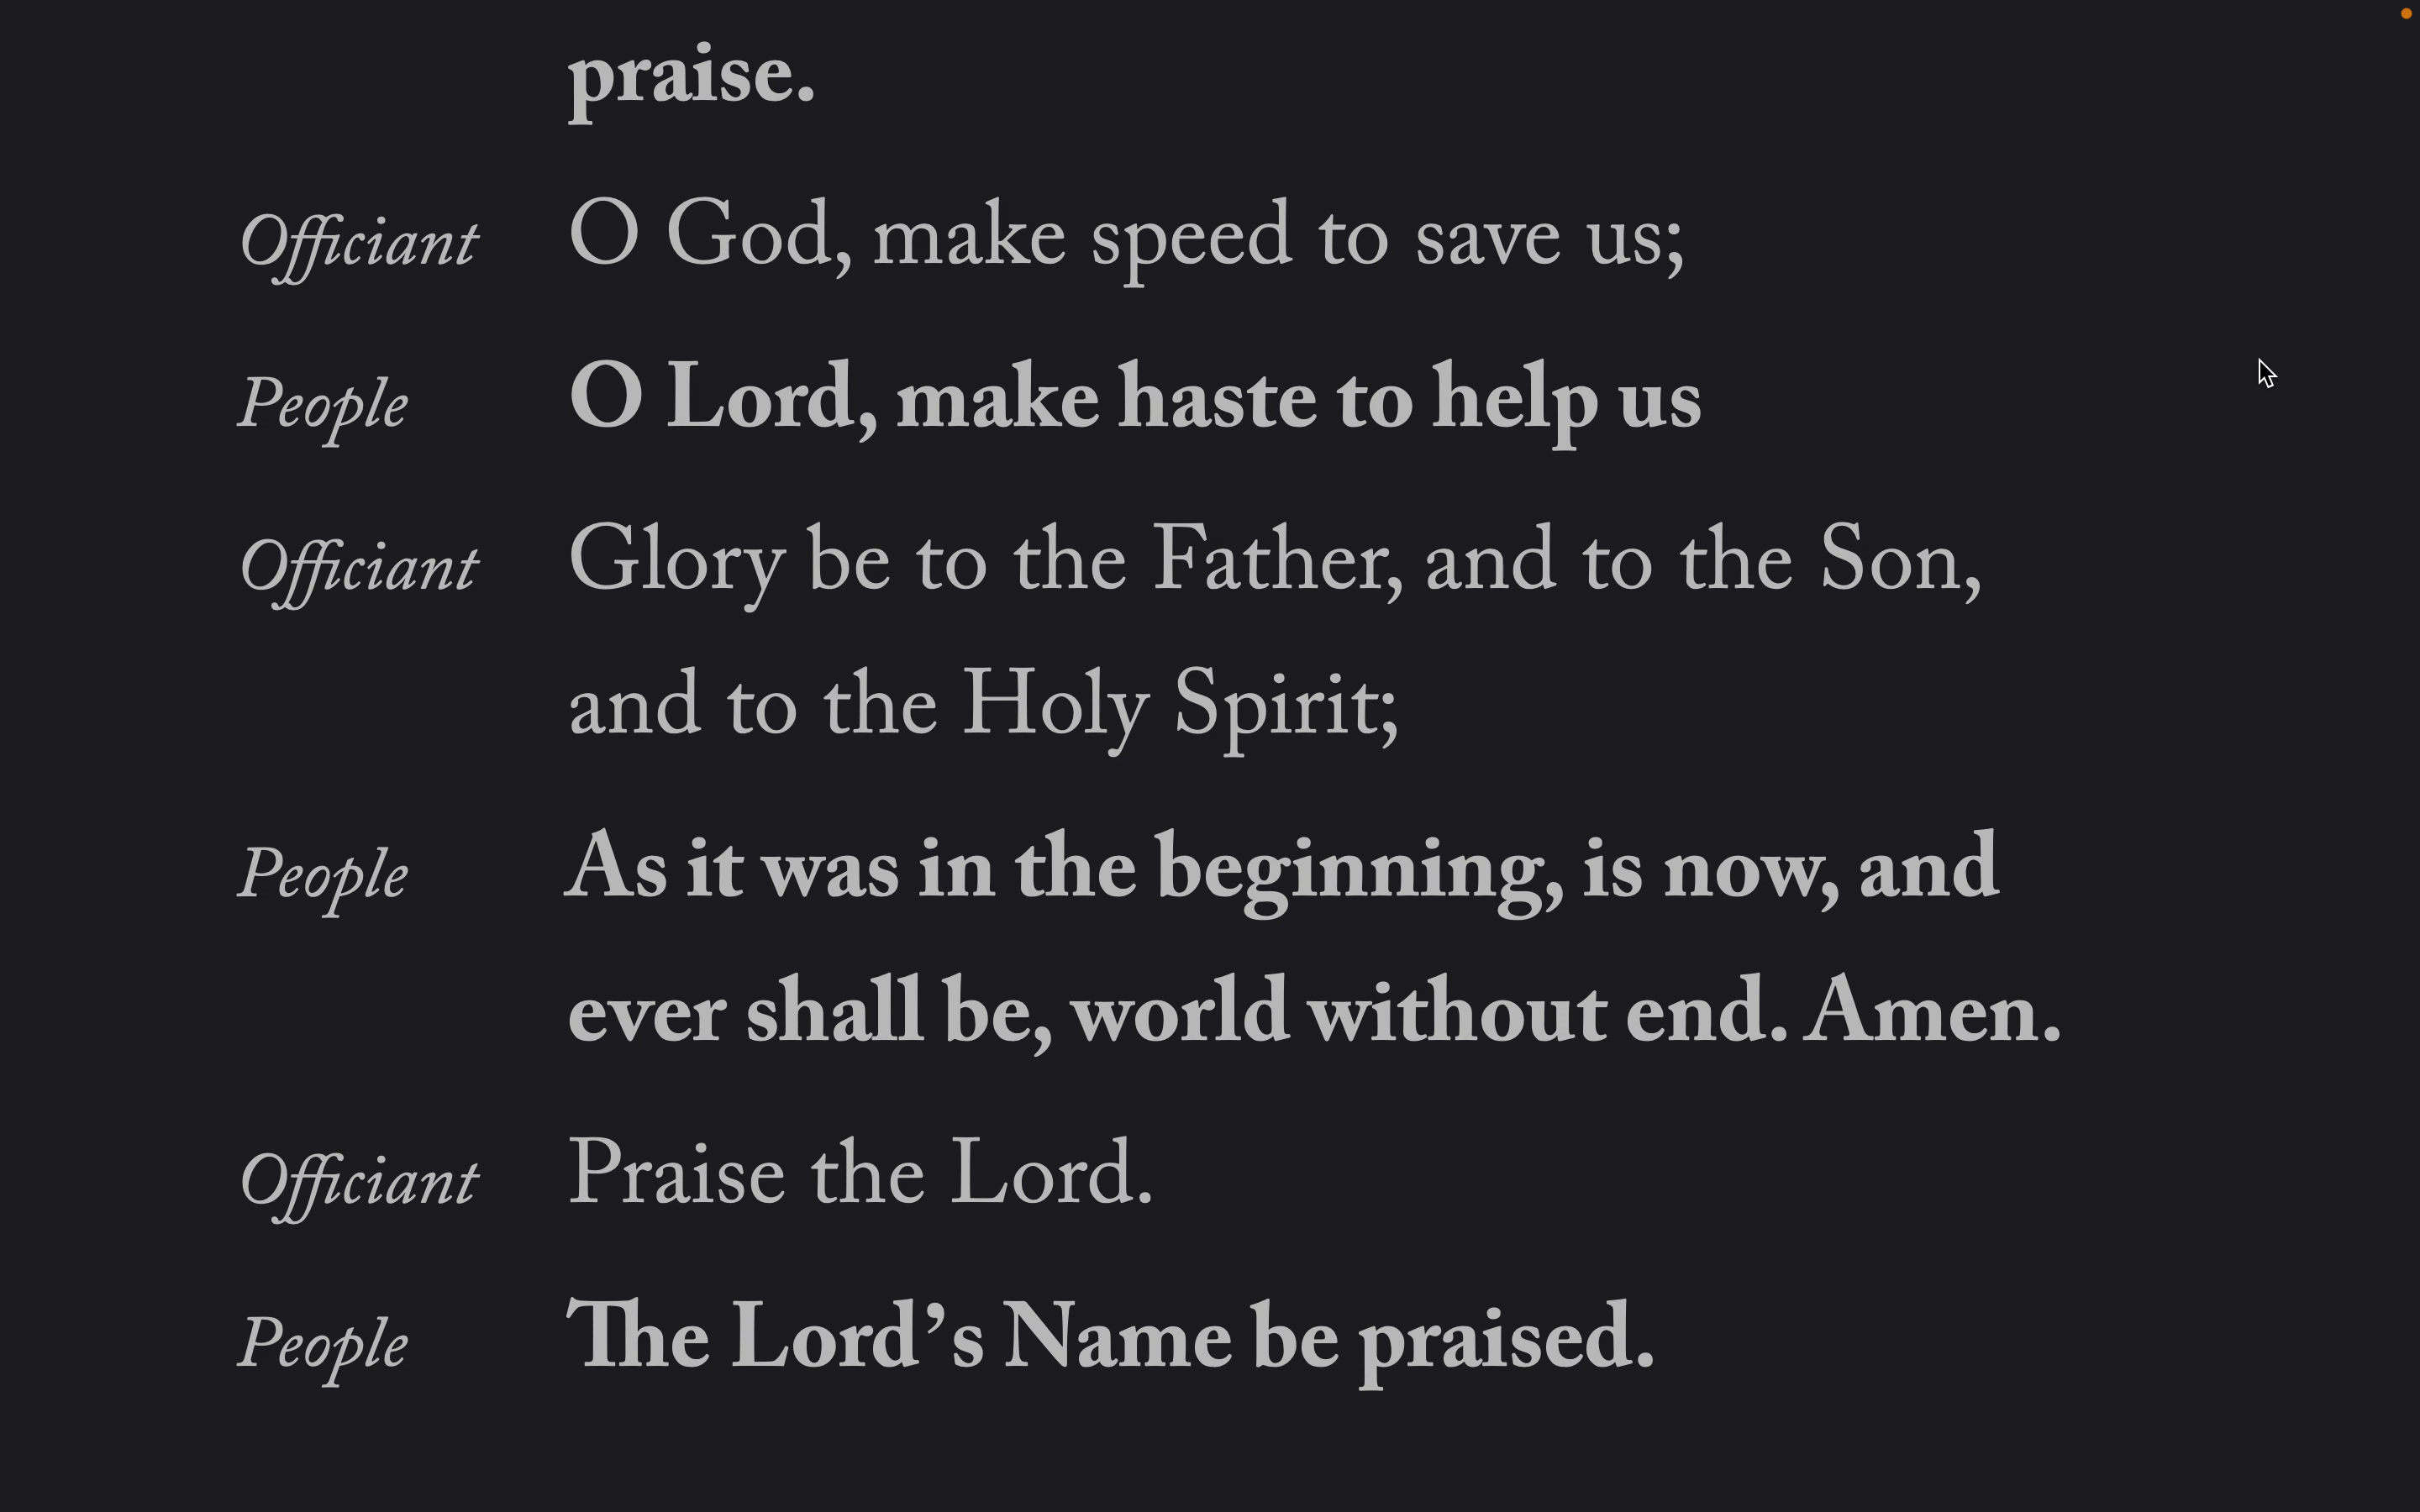 praise.
Officiant O God, make speed to save us;
People O Lord, make haste to help us
Officiant Glory be to the Father, and to the Son,
and to the Holy Spirit;
People As it was in the beginning, is now, and
ever shall be, world without end. Amen.
Officiant Praise the Lord.
People The Lord’s Name be praised.